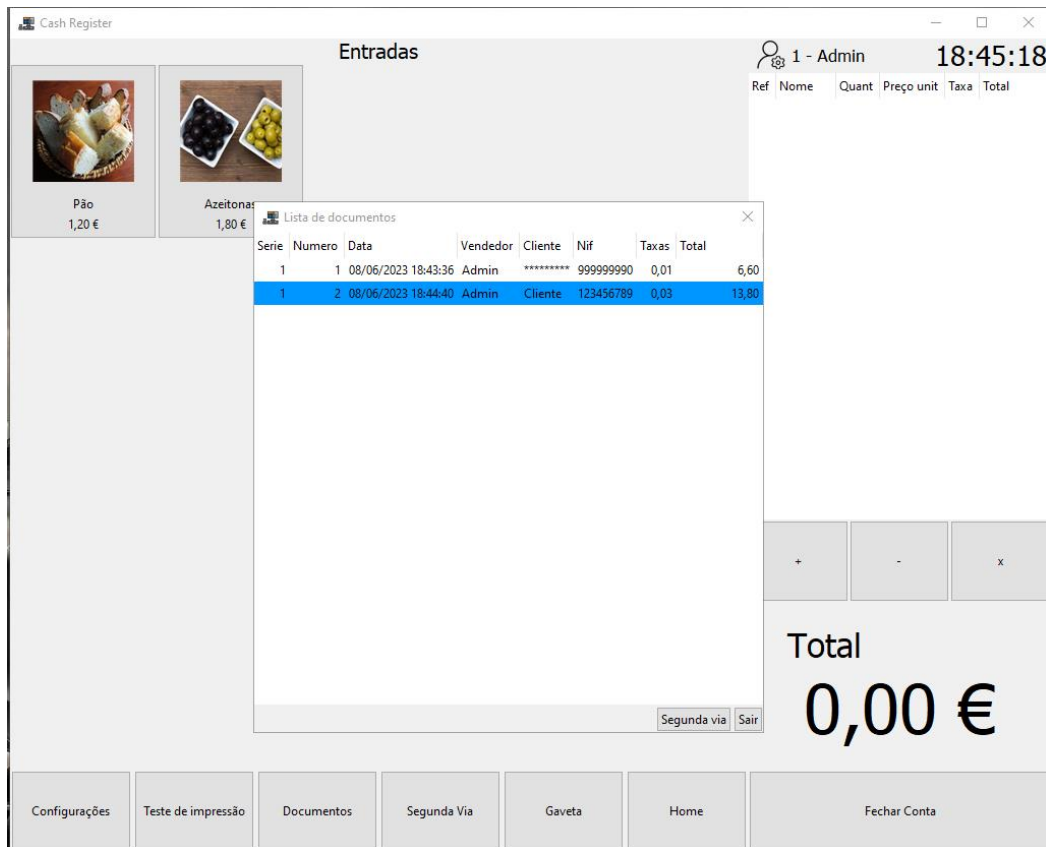 Cash Register
Entradas
1 - Admin 18:45:18
Ref Nome Quant Preço unit Taxa Total
Pão
1,20 €
Azeitonas
1,80 €
Lista de documentos
Serie Numero Data Vendedor Cliente Nif Taxas Total
1 1 08/06/2023 18:43:36 Admin ********* 999999990 0,01 6,60
1 2 08/06/2023 18:44:40 Admin Cliente 123456789 0,03 13,80
Segunda via Sair
+ - x
Total
0,00 €
Configurações Teste de impressão Documentos Segunda Via Gaveta Home Fechar Conta